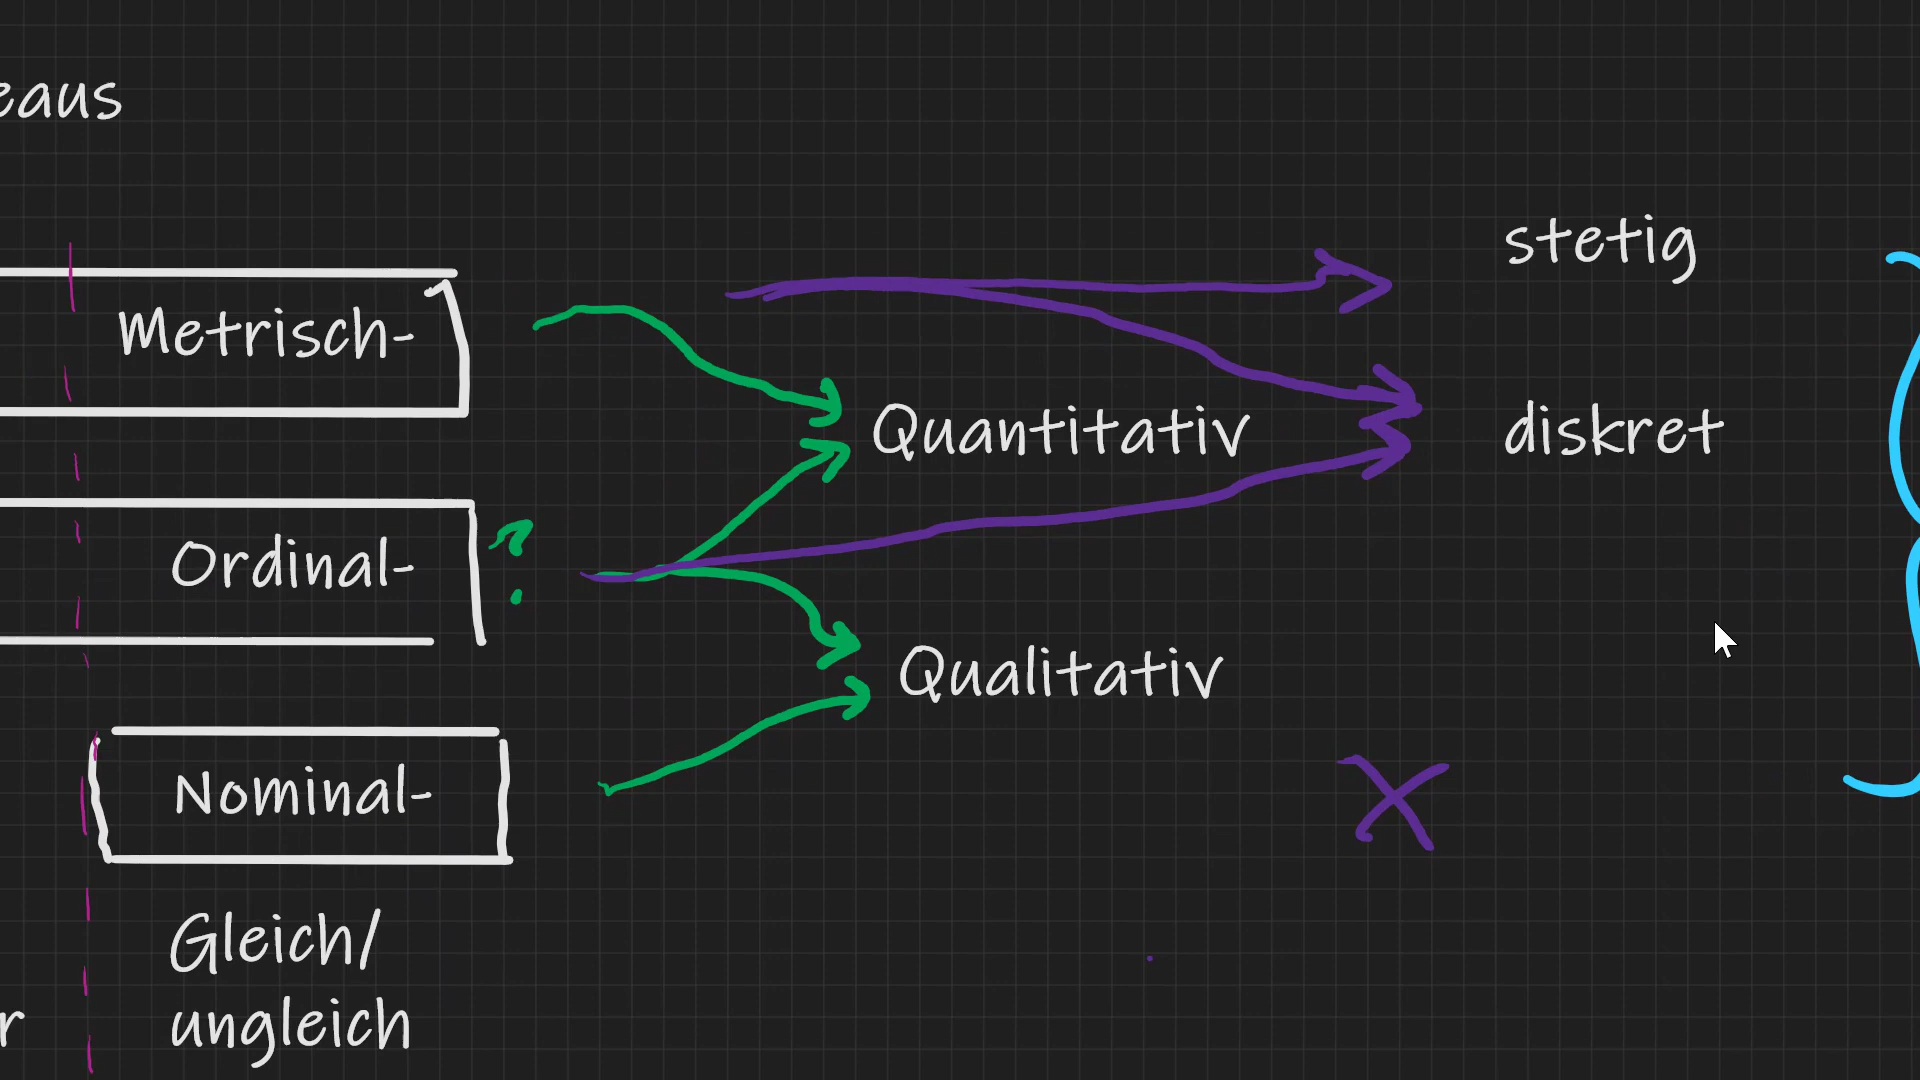 eaus
stetig
Metrisch-
Quantitativ
diskret
Ordinal-
?
Qualitativ
Nominal-
Gleich/
ungleich
r